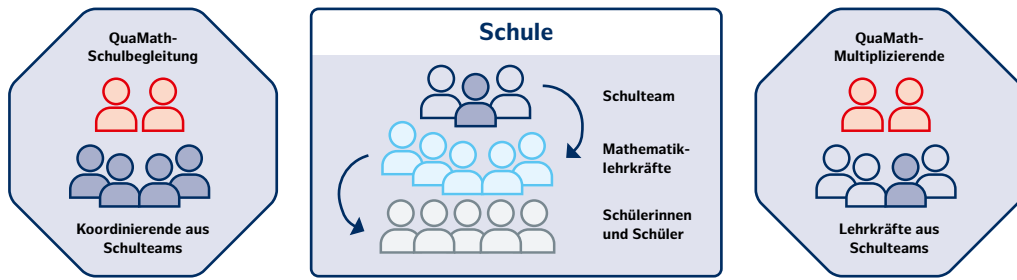 QuaMath-
Schulbegleitung
Koordinierende aus
Schulteams
Schule
Schulteam
Mathematik-
lehrkräfte
Schülerinnen
und Schüler
QuaMath-
Multiplizierende
Lehrkräfte aus
Schulteams